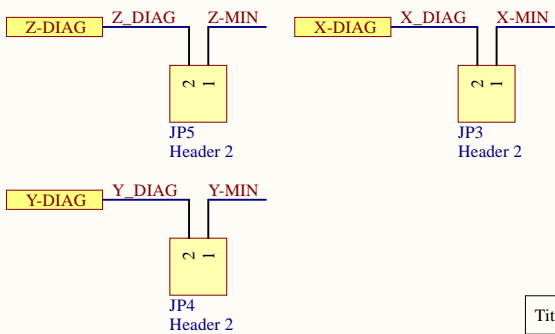 Z-DIAG Z_DIAG Z-MIN
2 1
JP5
Header 2
X-DIAG X_DIAG X-MIN
2 1
JP3
Header 2
Y-DIAG Y_DIAG Y-MIN
2 1
JP4
Header 2
Tit